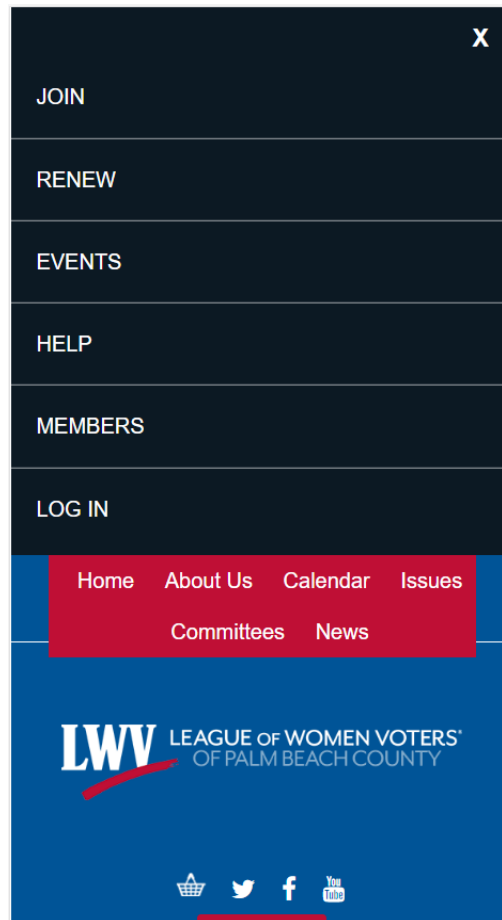 X
JOIN
RENEW
EVENTS
HELP
MEMBERS
LOG IN
Home About Us Calendar Issues
Committees News
LWV LEAGUE OF WOMEN VOTERS®
OF PALM BEACH COUNTY
You
Tube